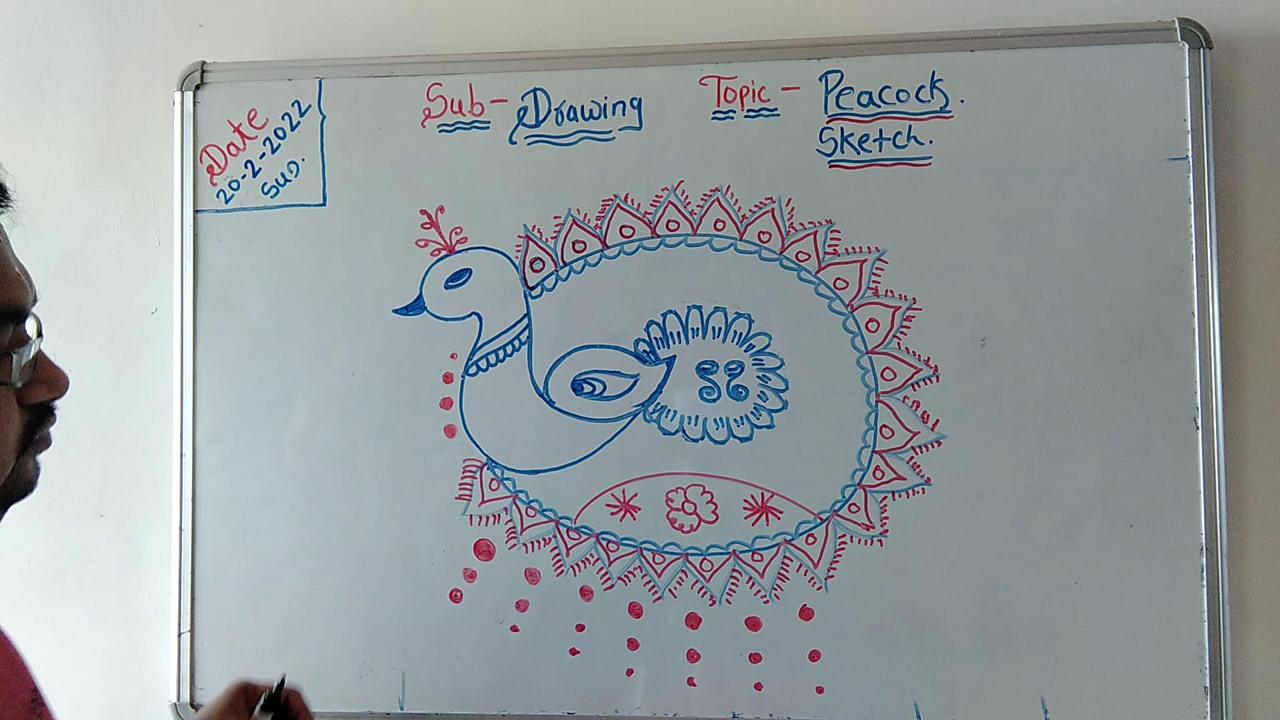 Date
20-2-2022
Sun.
Sub- Drawing
Topic - Peacock.
Sketch.